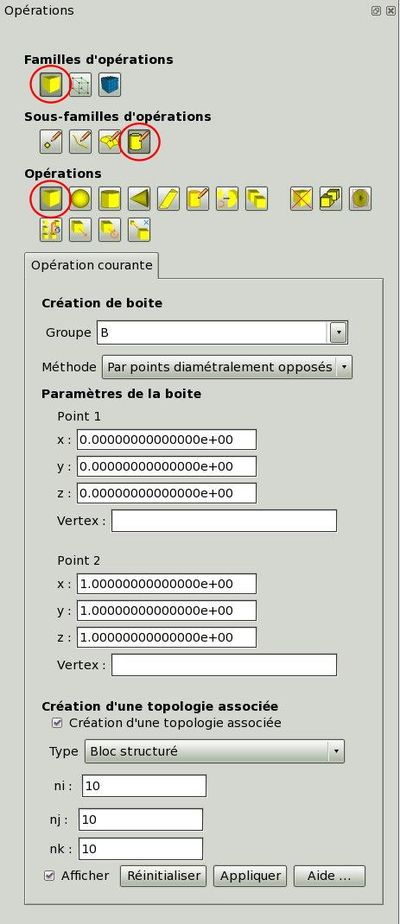 Opérations
Familles d'opérations
Sous-familles d'opérations
Opérations
Opération courante
Création de boite
Groupe B
Méthode Par points diamétralement opposés
Paramètres de la boite
Point 1
x : 0.00000000000000e+00
y : 0.00000000000000e+00
z : 0.00000000000000e+00
Vertex :
Point 2
x : 1.00000000000000e+00
y : 1.00000000000000e+00
z : 1.00000000000000e+00
Vertex :
Création d'une topologie associée
Création d'une topologie associée
Type Bloc structuré
ni : 10
nj : 10
nk : 10
Afficher Réinitialiser Appliquer Aide ...